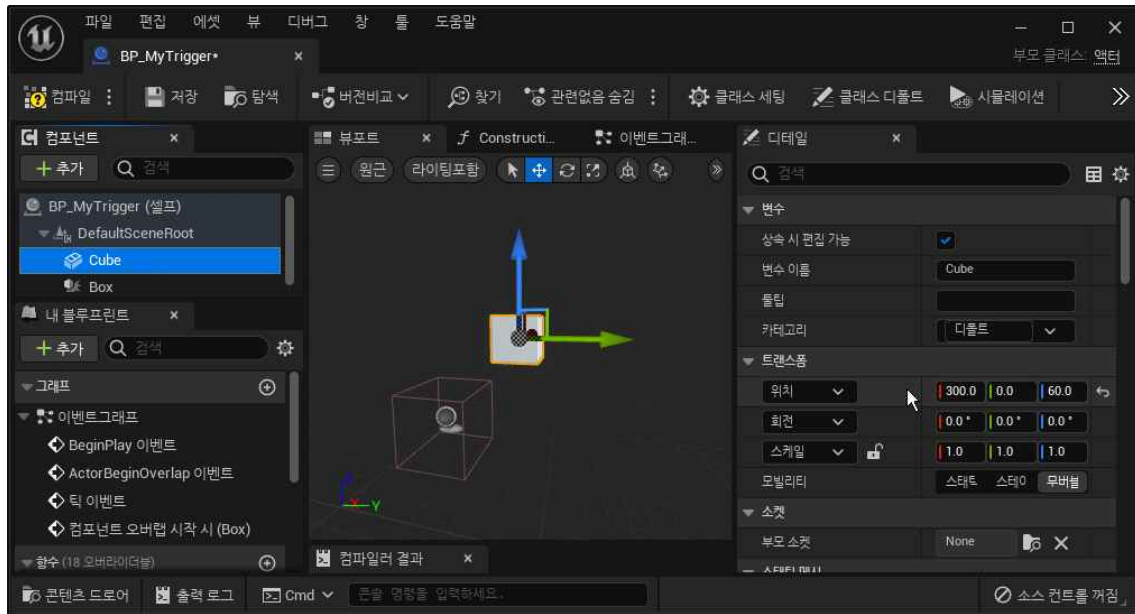 파일 편집 에셋 뷰 디버그 창 툴 도움말
BP_MyTrigger*
부모 클래스: 액터
컴파일 저장 탐색 버전비교 찾기 관련없음 숨김 클래스 세팅 클래스 디폴트 시뮬레이션
컴포넌트
추가 검색
BP_MyTrigger (셀프)
DefaultSceneRoot
Cube
Box
내 블루프린트
추가 검색
그래프
이벤트그래프
BeginPlay 이벤트
ActorBeginOverlap 이벤트
틱 이벤트
컴포넌트 오버랩 시작 시 (Box)
함수 (18 오버라이더블)
뷰포트 Constructi... 이벤트그래...
원근 라이팅포함
X Y
컴파일러 결과
디테일
검색
변수
상속 시 편집 가능
변수 이름 Cube
툴팁
카테고리 디폴트
트랜스폼
위치 300.0 0.0 60.0
회전 0.0° 0.0° 0.0°
스케일 1.0 1.0 1.0
모빌리티 스태틱 스테이 무버블
소켓
부모 소켓 None
콘텐츠 드로어 출력 로그 Cmd 콘솔 명령을 입력하세요. 소스 컨트롤 꺼짐